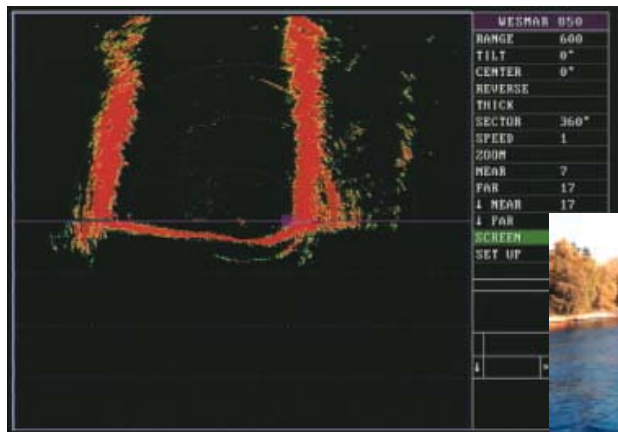 WESMAR 850
RANGE 600
TILT 0°
CENTER 0°
REVERSE
THICK
SECTOR 360°
SPEED 1
ZOOM
NEAR 7
FAR 17
↓ NEAR 17
↓ FAR
SCREEN
SET UP